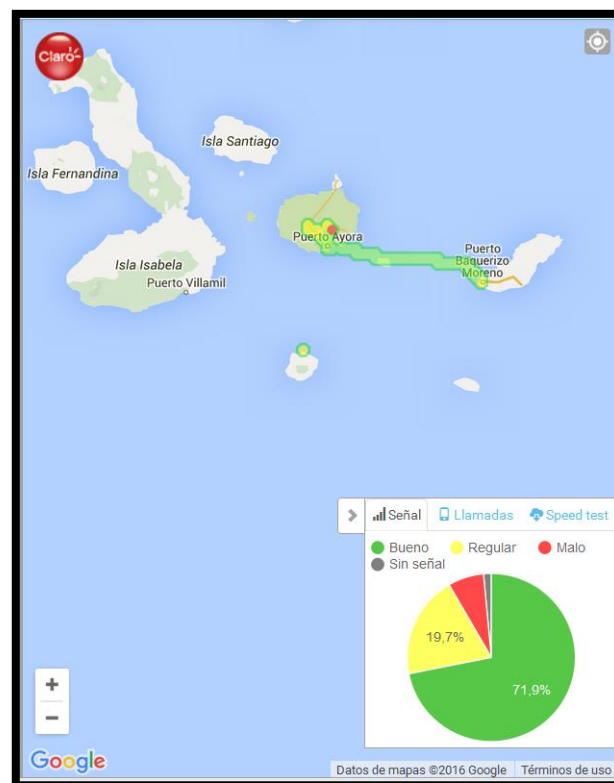 Claro
Isla Santiago
Isla Fernandina
Puerto Ayora
Puerto
Baquerizo
Moreno
Isla Isabela
Puerto Villamil
Señal
Llamadas
Speed test
Bueno
Regular
Malo
Sin señal
19,7%
71,9%
+
−
Google
Datos de mapas ©2016 Google
Términos de uso